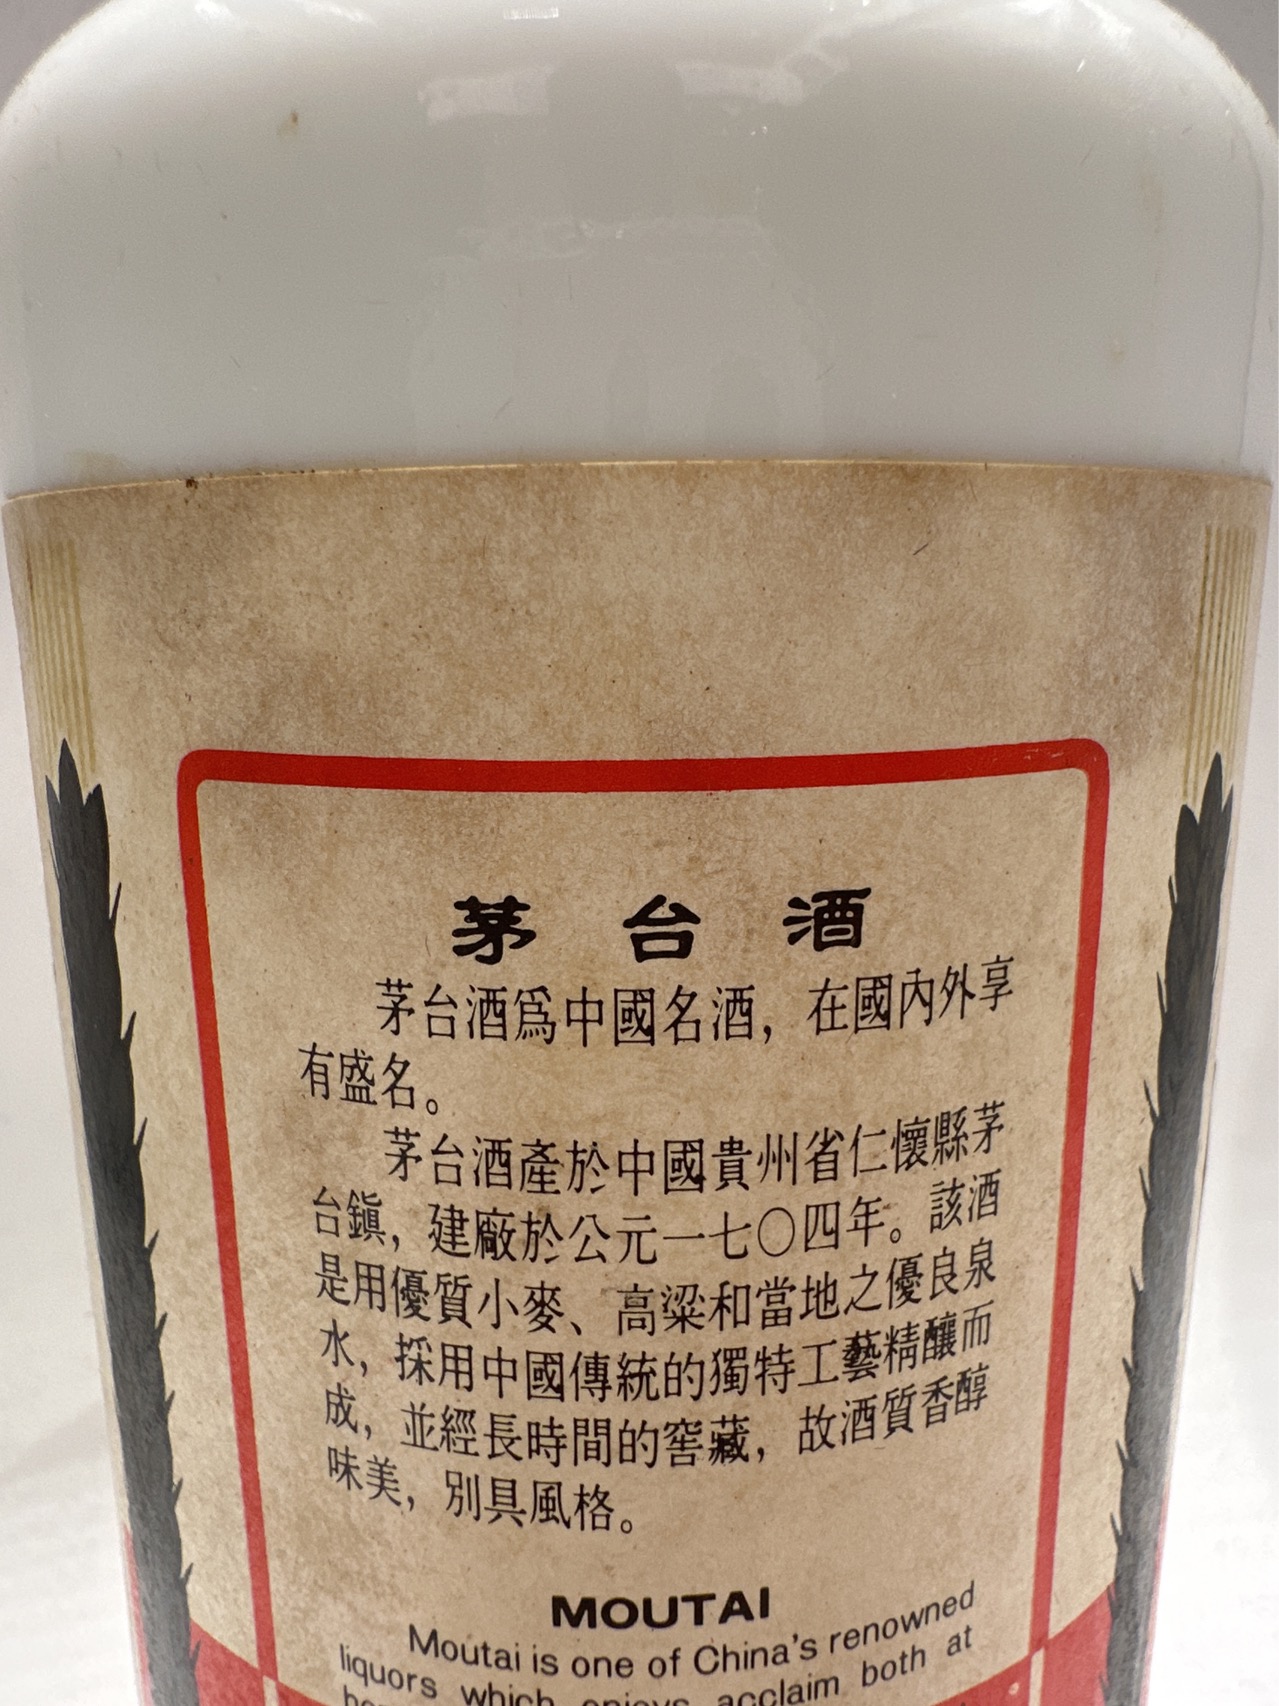 茅台酒
茅台酒爲中國名酒，在國內外享
有盛名。
茅台酒產於中國貴州省仁懷縣茅
台鎮，建廠於公元一七〇四年。該酒
是用優質小麥、高粱和當地之優良泉
水，採用中國傳統的獨特工藝精釀而
成，並經長時間的窖藏，故酒質香醇
味美，別具風格。
MOUTAI
Moutai is one of China's renowned
liquors which enjoys acclaim both at